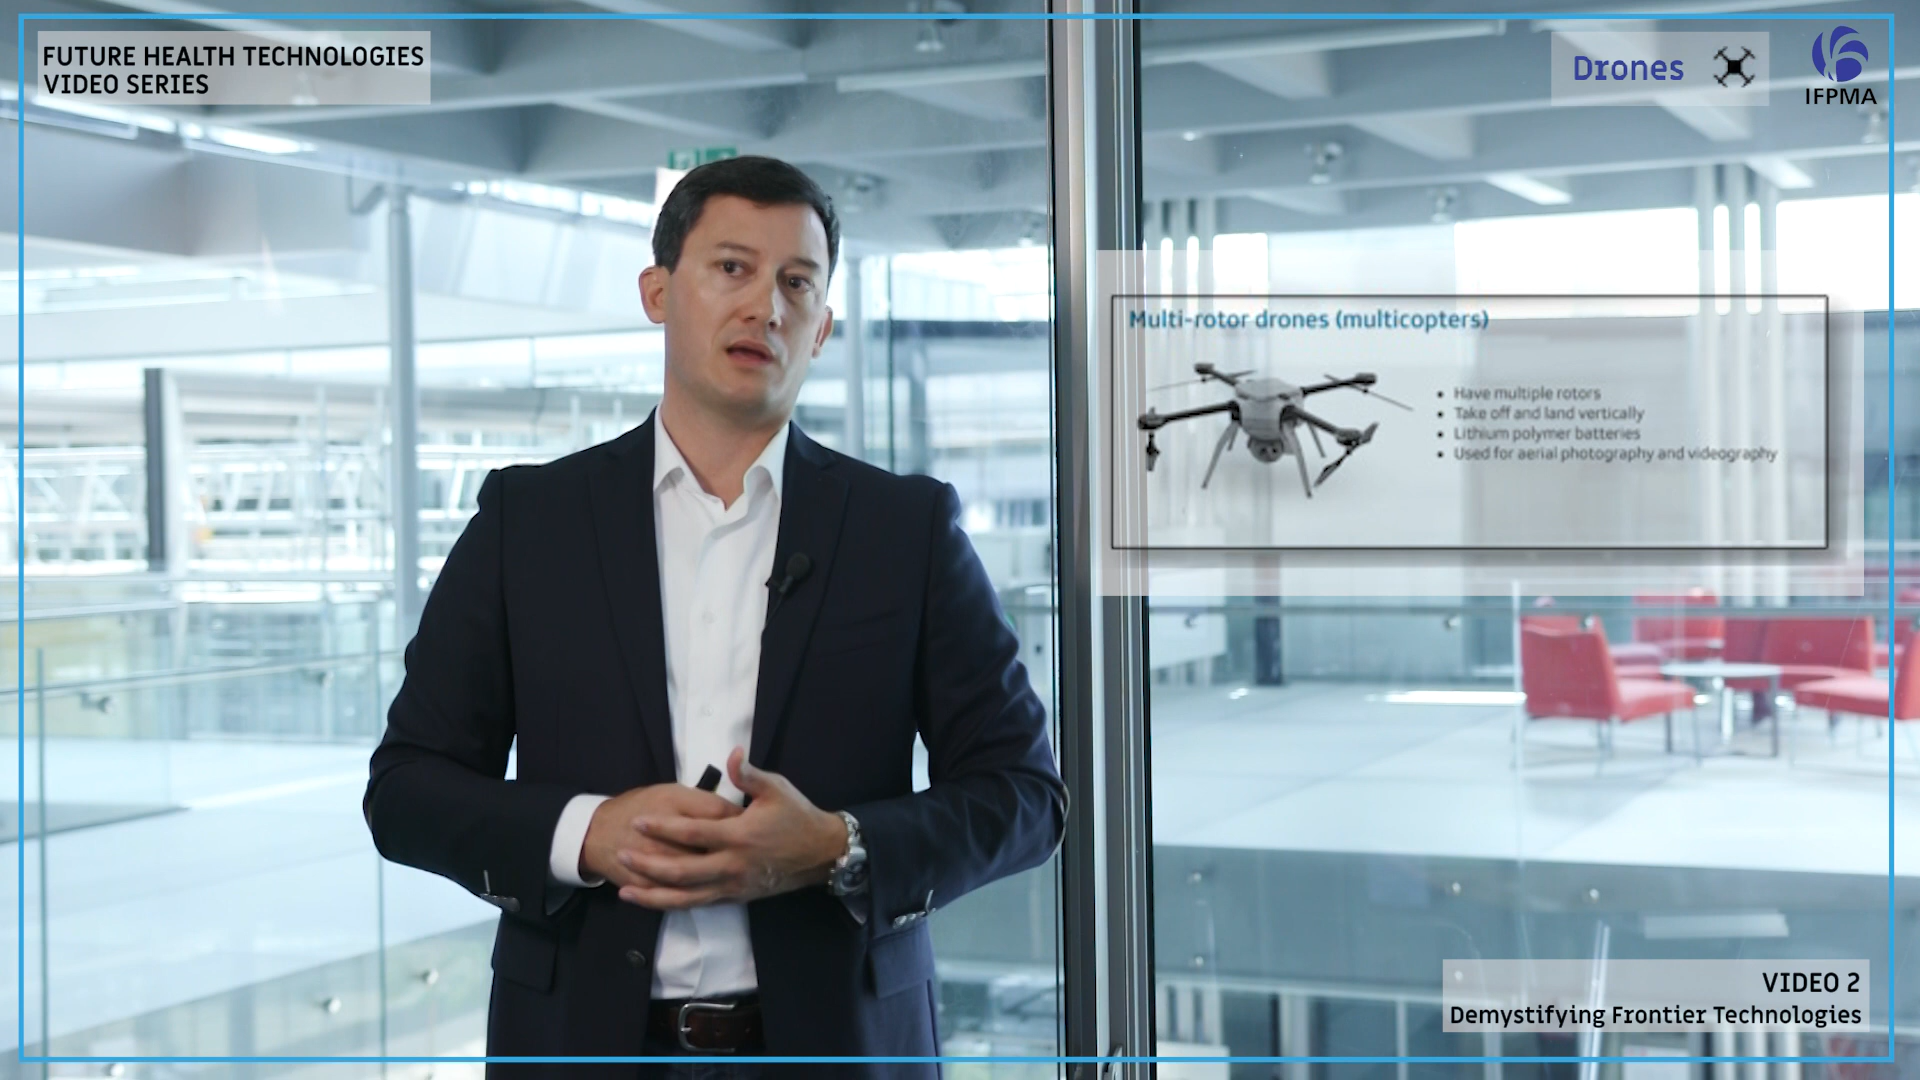 FUTURE HEALTH TECHNOLOGIES
VIDEO SERIES
Drones
IFPMA
Multi-rotor drones (multicopters)
• Have multiple rotors
• Take off and land vertically
• Lithium polymer batteries
• Used for aerial photography and videography
VIDEO 2
Demystifying Frontier Technologies